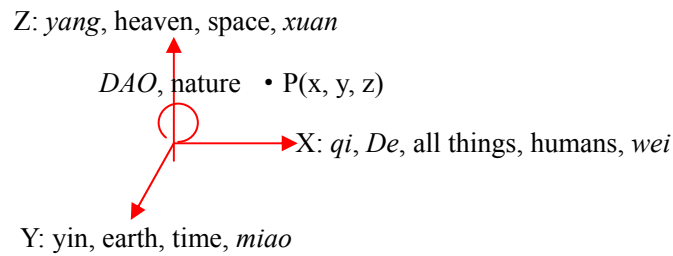 Z: yang, heaven, space, xuan
DAO, nature • P(x, y, z)
X: qi, De, all things, humans, wei
Y: yin, earth, time, miao